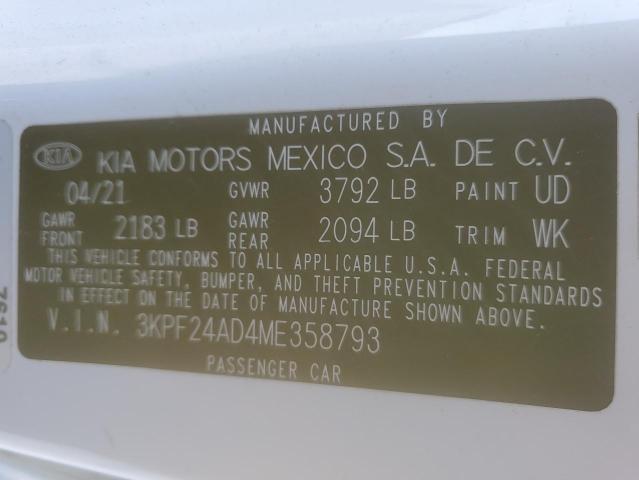 MANUFACTURED BY
KIA KIA MOTORS MEXICO S.A. DE C.V.
04/21 GVWR 3792 LB PAINT UD
GAWR FRONT 2183 LB GAWR REAR 2094 LB TRIM WK
THIS VEHICLE CONFORMS TO ALL APPLICABLE U.S.A. FEDERAL
MOTOR VEHICLE SAFETY, BUMPER, AND THEFT PREVENTION STANDARDS
IN EFFECT ON THE DATE OF MANUFACTURE SHOWN ABOVE.
V.I.N. 3KPF24AD4ME358793
PASSENGER CAR